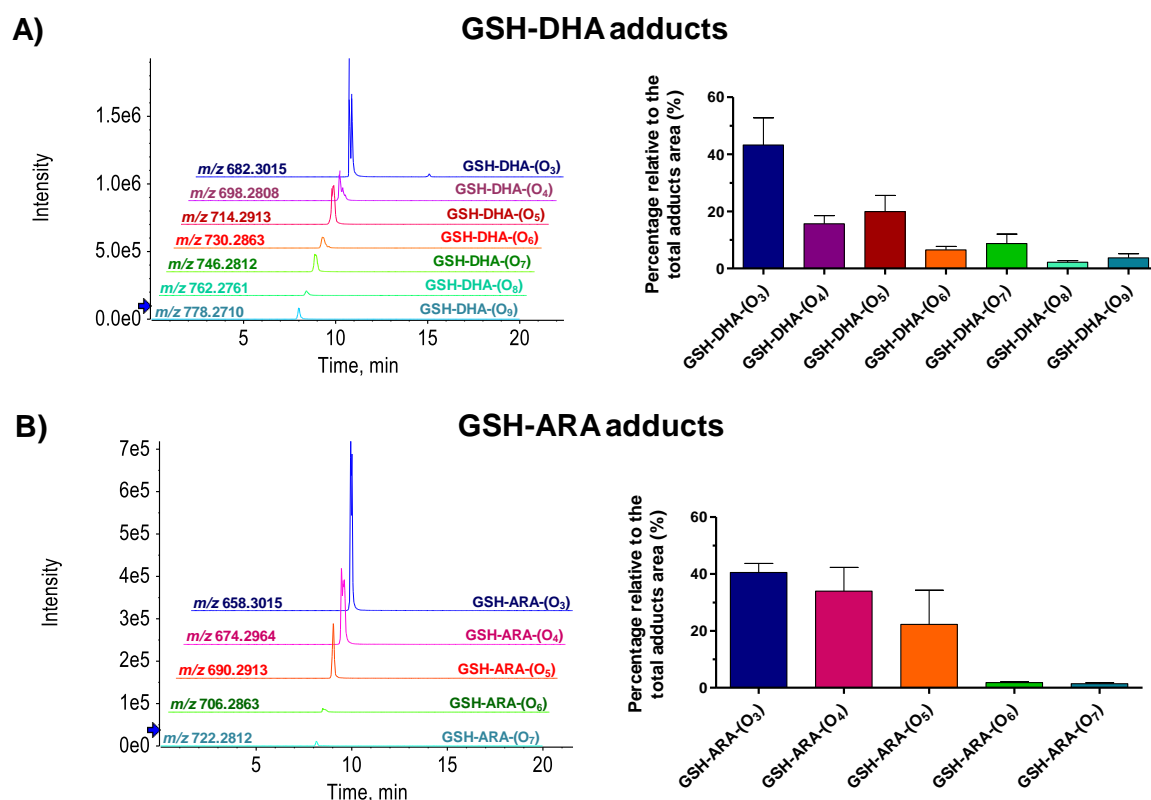 A)
GSH-DHA adducts
Intensity
1.5e6
1.0e6
5.0e5
0.0e0
m/z 682.3015
GSH-DHA-(O₃)
m/z 698.2808
GSH-DHA-(O₄)
m/z 714.2913
GSH-DHA-(O₅)
m/z 730.2863
GSH-DHA-(O₆)
m/z 746.2812
GSH-DHA-(O₇)
m/z 762.2761
GSH-DHA-(O₈)
m/z 778.2710
GSH-DHA-(O₉)
5 10 15 20
Time, min
Percentage relative to the
total adducts area (%)
60
40
20
0
GSH-DHA-(O₃)
GSH-DHA-(O₄)
GSH-DHA-(O₅)
GSH-DHA-(O₆)
GSH-DHA-(O₇)
GSH-DHA-(O₈)
GSH-DHA-(O₉)
B)
GSH-ARA adducts
Intensity
7e5
6e5
5e5
4e5
3e5
2e5
1e5
0e0
m/z 658.3015
GSH-ARA-(O₃)
m/z 674.2964
GSH-ARA-(O₄)
m/z 690.2913
GSH-ARA-(O₅)
m/z 706.2863
GSH-ARA-(O₆)
m/z 722.2812
GSH-ARA-(O₇)
5 10 15 20
Time, min
Percentage relative to the
total adducts area (%)
60
40
20
0
GSH-ARA-(O₃)
GSH-ARA-(O₄)
GSH-ARA-(O₅)
GSH-ARA-(O₆)
GSH-ARA-(O₇)